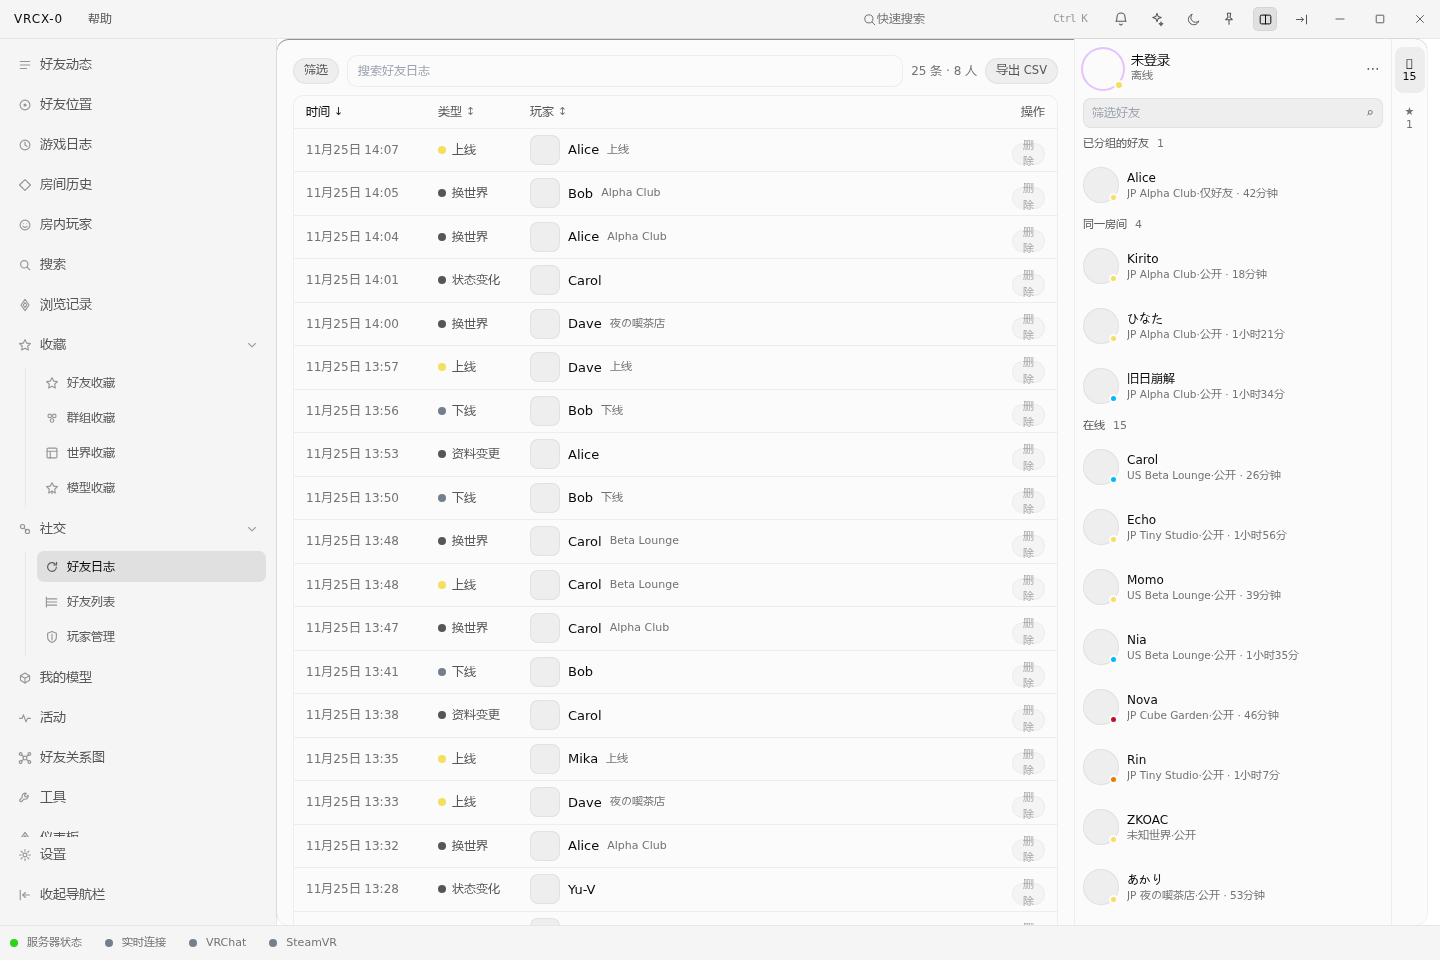 VRCX-0 帮助 快速搜索 Ctrl K
好友动态
好友位置
游戏日志
房间历史
房内玩家
搜索
浏览记录
收藏
好友收藏
群组收藏
世界收藏
模型收藏
社交
好友日志
好友列表
玩家管理
我的模型
活动
好友关系图
工具
仪表板
设置
收起导航栏
筛选 搜索好友日志 25 条 · 8 人 导出 CSV
时间 ↓ 类型 ↕ 玩家 ↕ 操作
11月25日 14:07 上线 Alice 上线 删除
11月25日 14:05 换世界 Bob Alpha Club 删除
11月25日 14:04 换世界 Alice Alpha Club 删除
11月25日 14:01 状态变化 Carol 删除
11月25日 14:00 换世界 Dave 夜の喫茶店 删除
11月25日 13:57 上线 Dave 上线 删除
11月25日 13:56 下线 Bob 下线 删除
11月25日 13:53 资料变更 Alice 删除
11月25日 13:50 下线 Bob 下线 删除
11月25日 13:48 换世界 Carol Beta Lounge 删除
11月25日 13:48 上线 Carol Beta Lounge 删除
11月25日 13:47 换世界 Carol Alpha Club 删除
11月25日 13:41 下线 Bob 删除
11月25日 13:38 资料变更 Carol 删除
11月25日 13:35 上线 Mika 上线 删除
11月25日 13:33 上线 Dave 夜の喫茶店 删除
11月25日 13:32 换世界 Alice Alpha Club 删除
11月25日 13:28 状态变化 Yu-V 删除
未登录
离线
筛选好友
已分组的好友 1
Alice
JP Alpha Club·仅好友 · 42分钟
同一房间 4
Kirito
JP Alpha Club·公开 · 18分钟
ひなた
JP Alpha Club·公开 · 1小时21分
旧日崩解
JP Alpha Club·公开 · 1小时34分
在线 15
Carol
US Beta Lounge·公开 · 26分钟
Echo
JP Tiny Studio·公开 · 1小时56分
Momo
US Beta Lounge·公开 · 39分钟
Nia
US Beta Lounge·公开 · 1小时35分
Nova
JP Cube Garden·公开 · 46分钟
Rin
JP Tiny Studio·公开 · 1小时7分
ZKOAC
未知世界·公开
あかり
JP 夜の喫茶店·公开 · 53分钟
15
★
1
服务器状态 实时连接 VRChat SteamVR